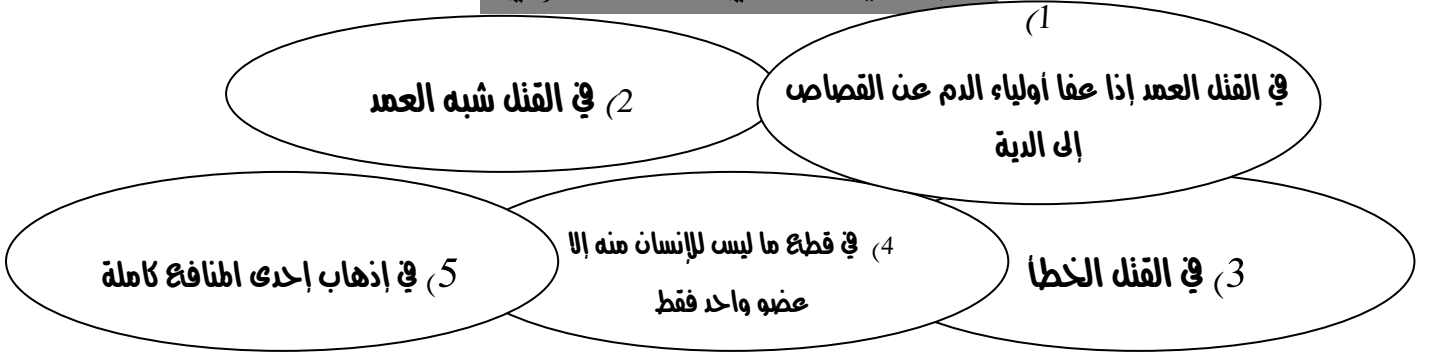 1)
في القتل العمد إذا عفا أولياء الدم عن القصاص
إلى الدية
2) في القتل شبه العمد
3) في القتل الخطأ
4) في قطع ما ليس للإنسان منه إلا
عضو واحد فقط
5) في إذهاب إحدى المنافع كاملة